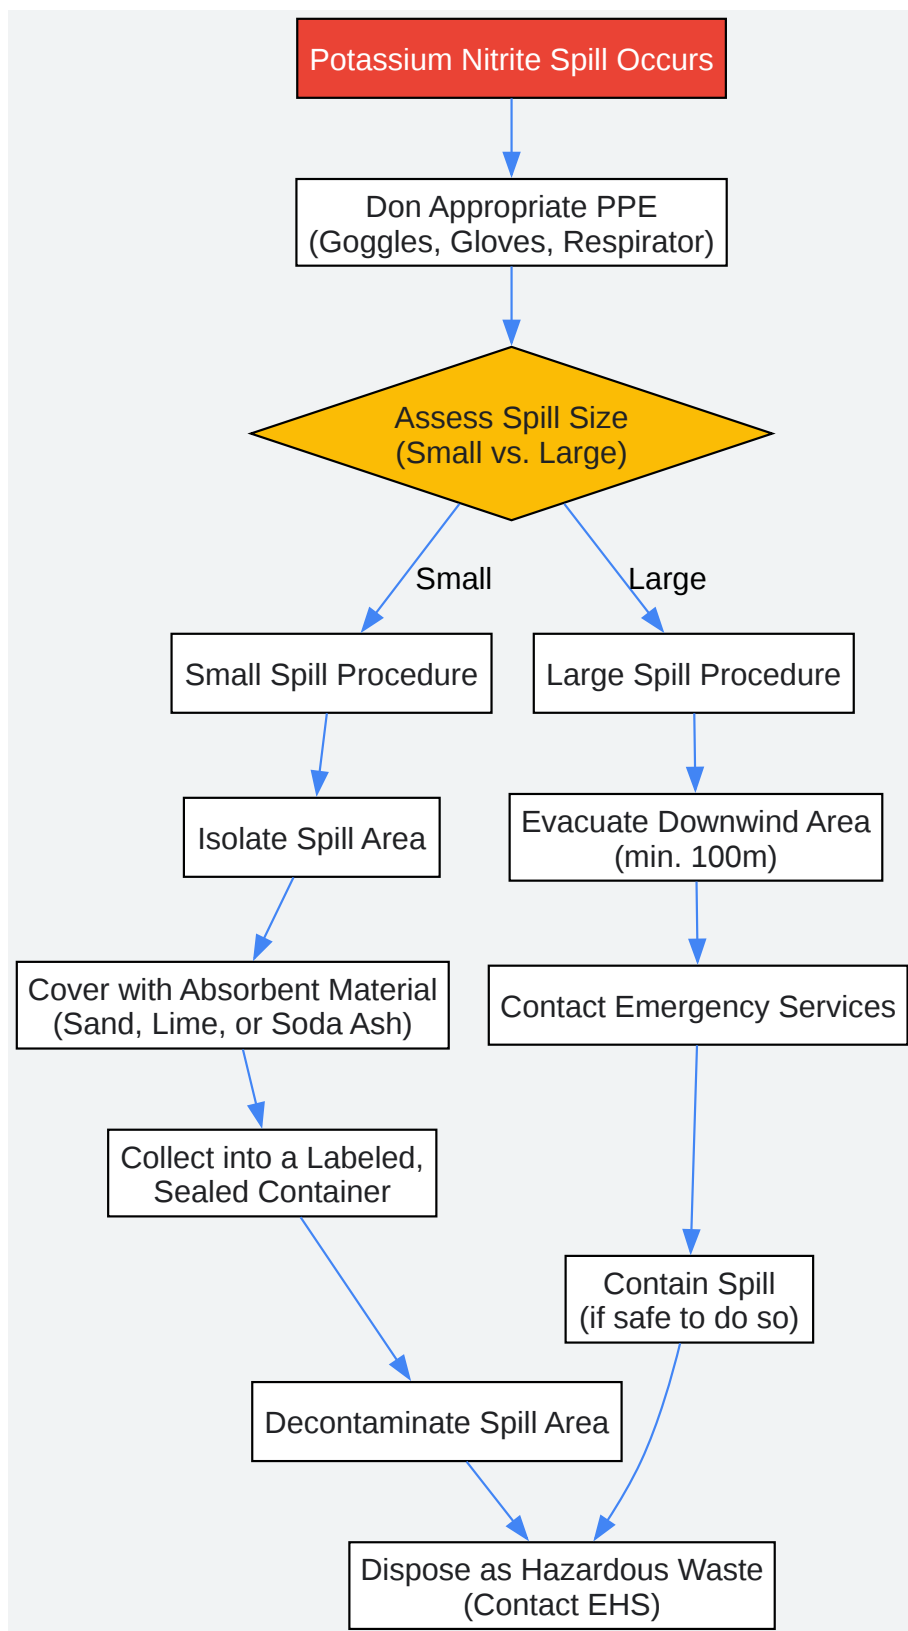 Potassium Nitrite Spill Occurs
Don Appropriate PPE
(Goggles, Gloves, Respirator)
Assess Spill Size
(Small vs. Large)
Small
Large
Small Spill Procedure
Large Spill Procedure
Isolate Spill Area
Evacuate Downwind Area
(min. 100m)
Cover with Absorbent Material
(Sand, Lime, or Soda Ash)
Contact Emergency Services
Collect into a Labeled,
Sealed Container
Contain Spill
(if safe to do so)
Decontaminate Spill Area
Dispose as Hazardous Waste
(Contact EHS)